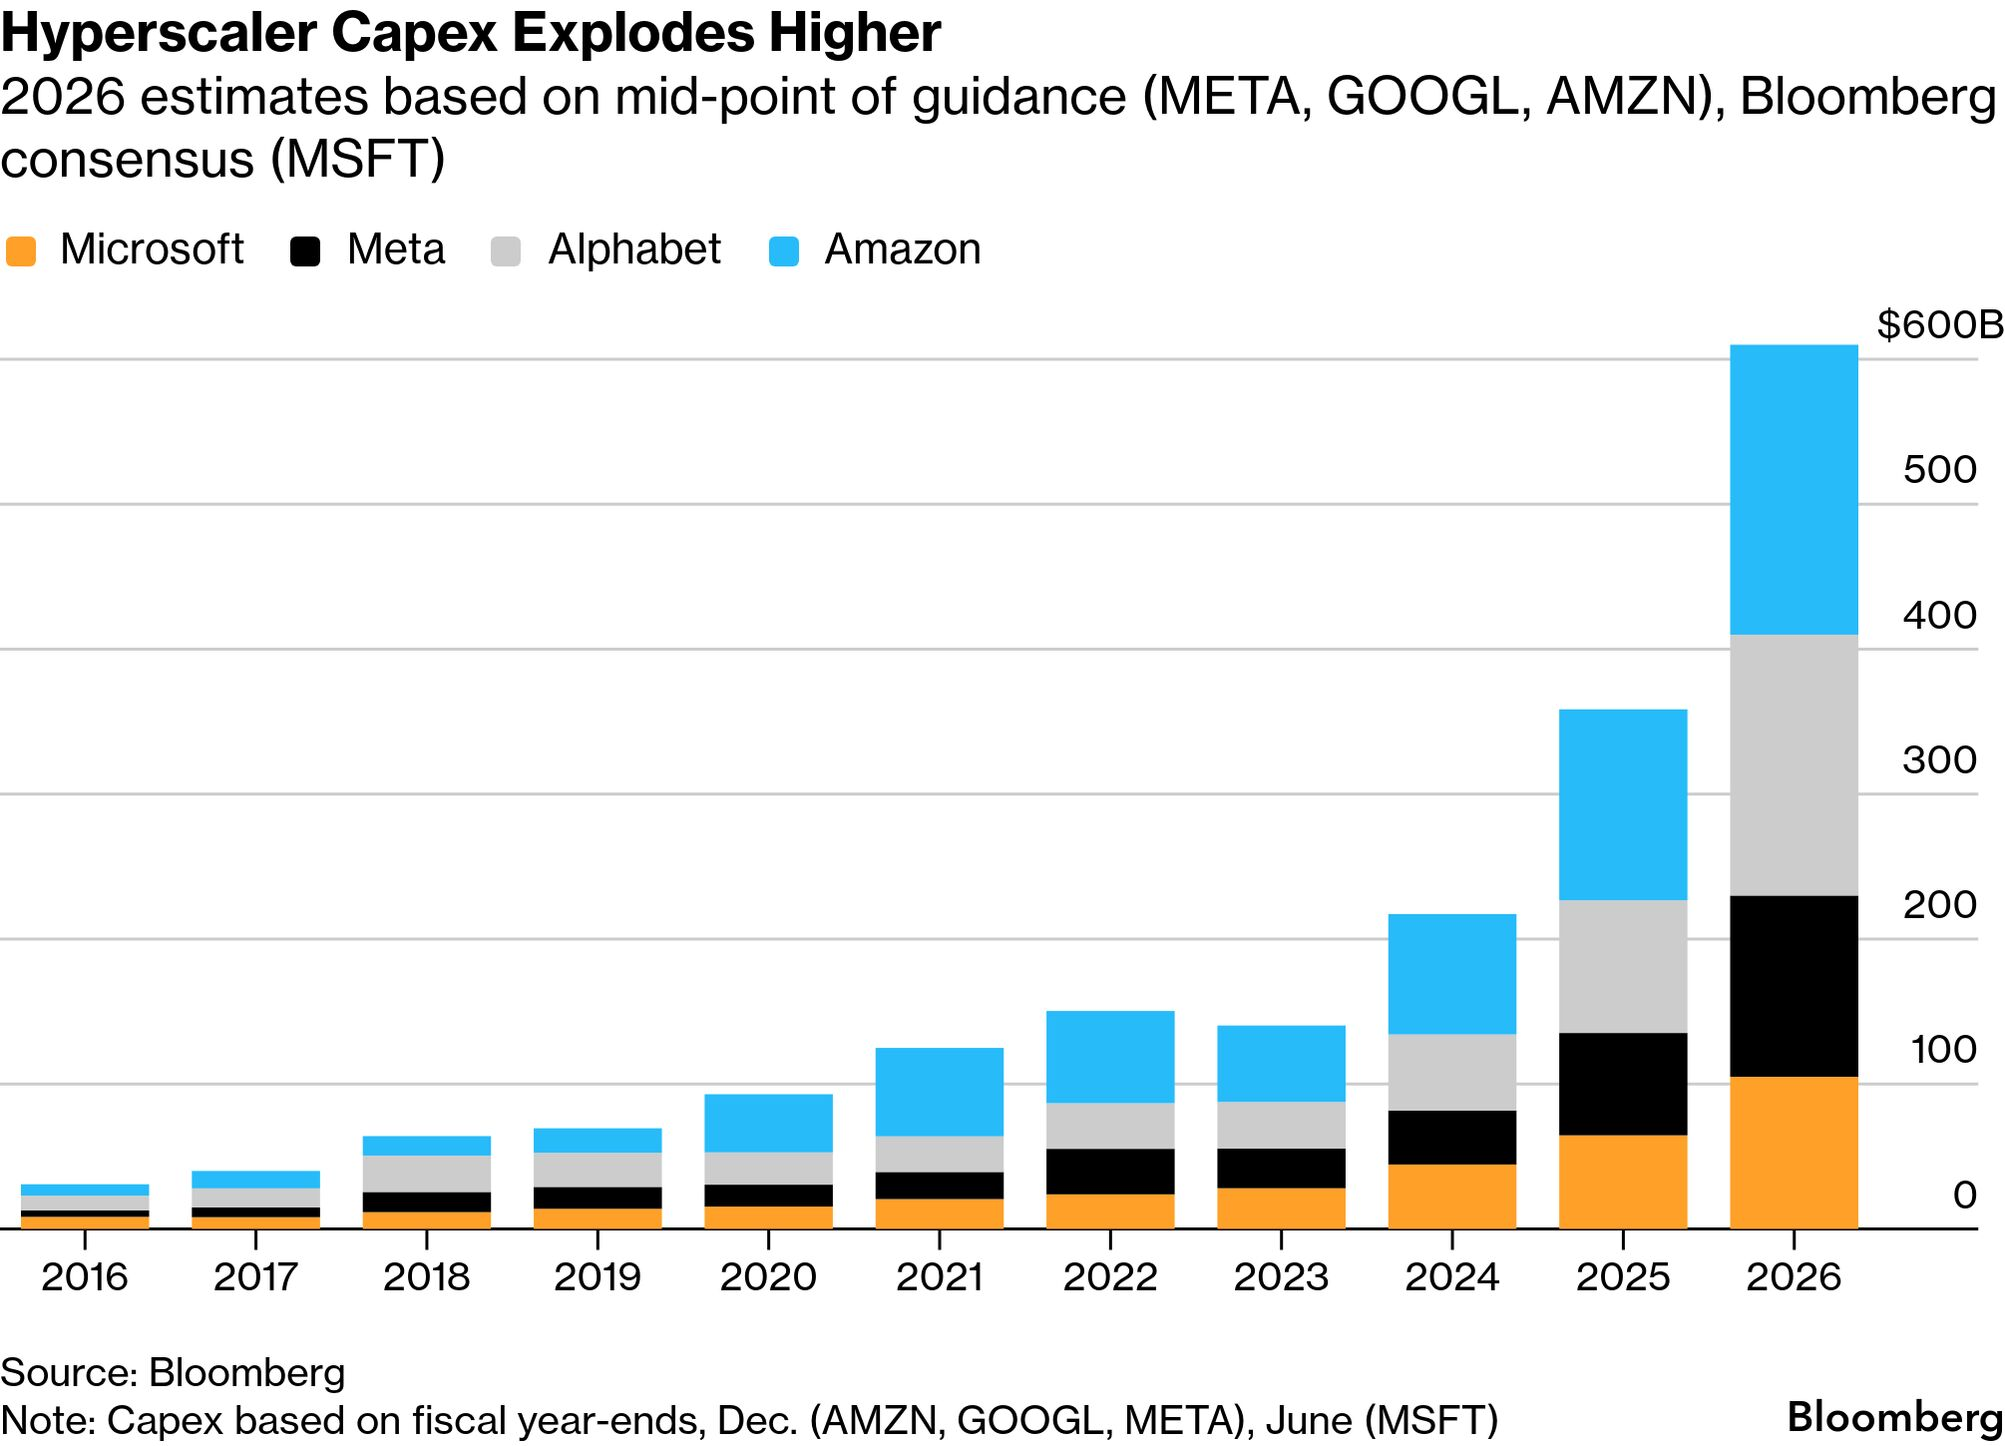 Hyperscaler Capex Explodes Higher
2026 estimates based on mid-point of guidance (META, GOOGL, AMZN), Bloomberg
consensus (MSFT)
Microsoft Meta Alphabet Amazon
$600B
500
400
300
200
100
0
2016 2017 2018 2019 2020 2021 2022 2023 2024 2025 2026
Source: Bloomberg
Note: Capex based on fiscal year-ends, Dec. (AMZN, GOOGL, META), June (MSFT)
Bloomberg